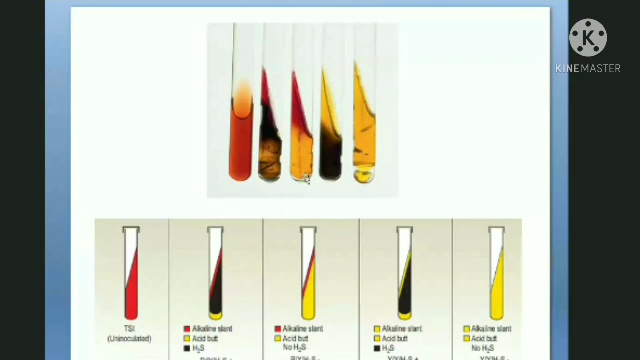 K
KINEMASTER
TSI
(Uninoculated)
Alkaline slant
Acid butt
H₂S
Alkaline slant
Acid butt
No H₂S
Alkaline slant
Acid butt
H₂S
Alkaline slant
Acid butt
No H₂S